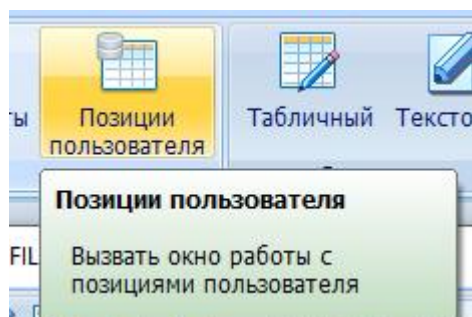 ты
Позиции
пользователя
Табличный
Тексто
Позиции пользователя
FIL
Вызвать окно работы с
позициями пользователя